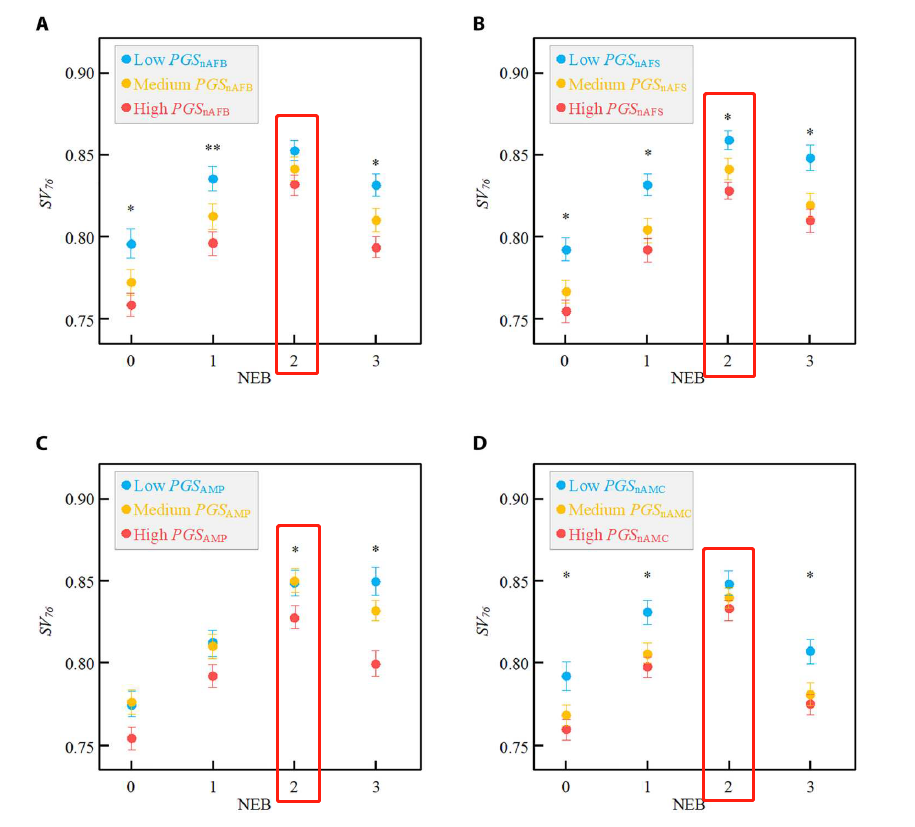 A
Low PGSnAFB
Medium PGSnAFB
High PGSnAFB
0.90
0.85
0.80
0.75
SV76
**
*
*
0 1 2 3
NEB
B
Low PGSnAFS
Medium PGSnAFS
High PGSnAFS
0.90
0.85
0.80
0.75
SV76
*
*
*
*
0 1 2 3
NEB
C
Low PGSAMP
Medium PGSAMP
High PGSAMP
0.90
0.85
0.80
0.75
SV76
* *
0 1 2 3
NEB
D
Low PGSnAMC
Medium PGSnAMC
High PGSnAMC
0.90
0.85
0.80
0.75
SV76
* * *
0 1 2 3
NEB